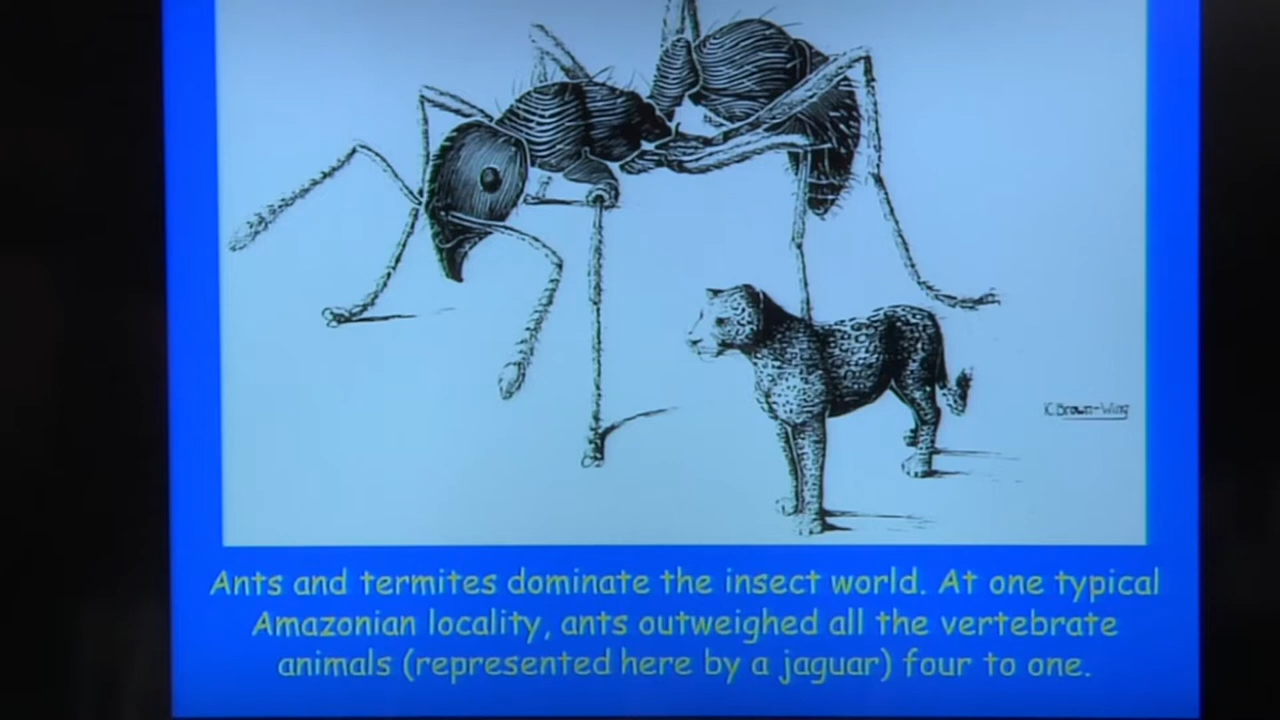 K. Brown-Wing
Ants and termites dominate the insect world. At one typical
Amazonian locality, ants outweighed all the vertebrate
animals (represented here by a jaguar) four to one.